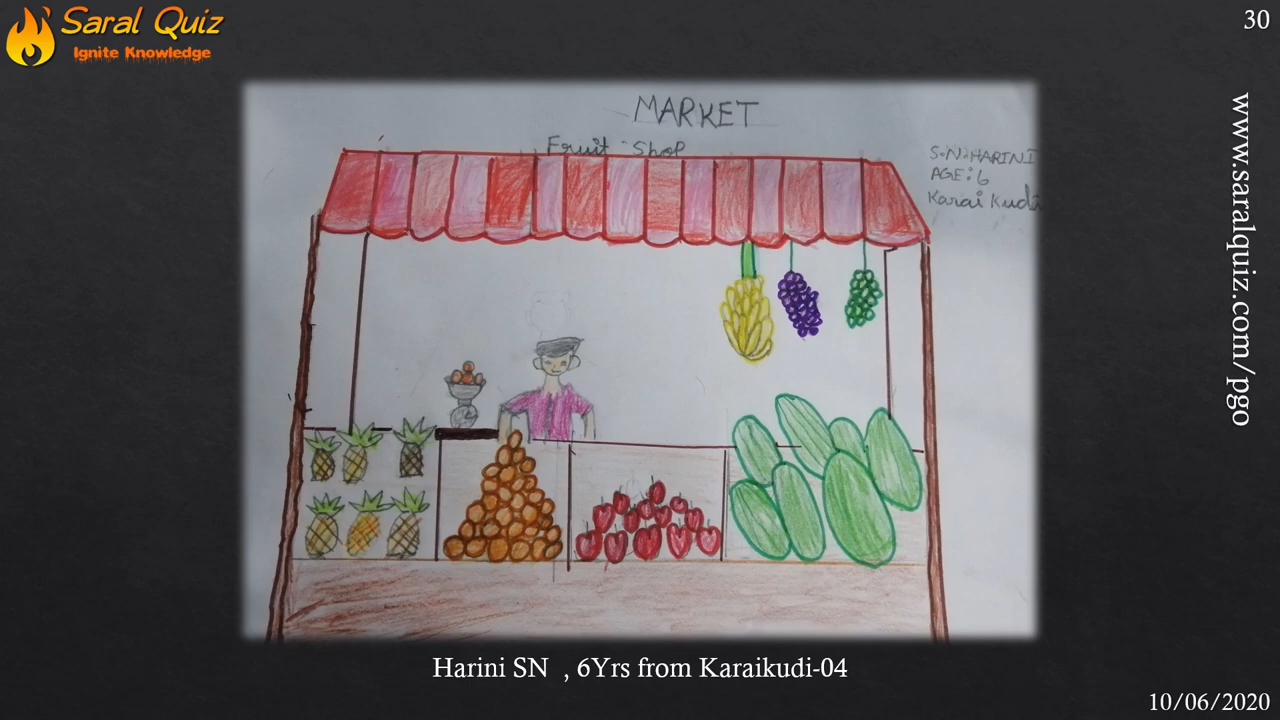 Saral Quiz
Ignite Knowledge
30
www.saralquiz.com/pgo
MARKET
Fruit Shop
S.N.HARINI
AGE: 6
Karai Kudi
Harini SN , 6Yrs from Karaikudi-04
10/06/2020